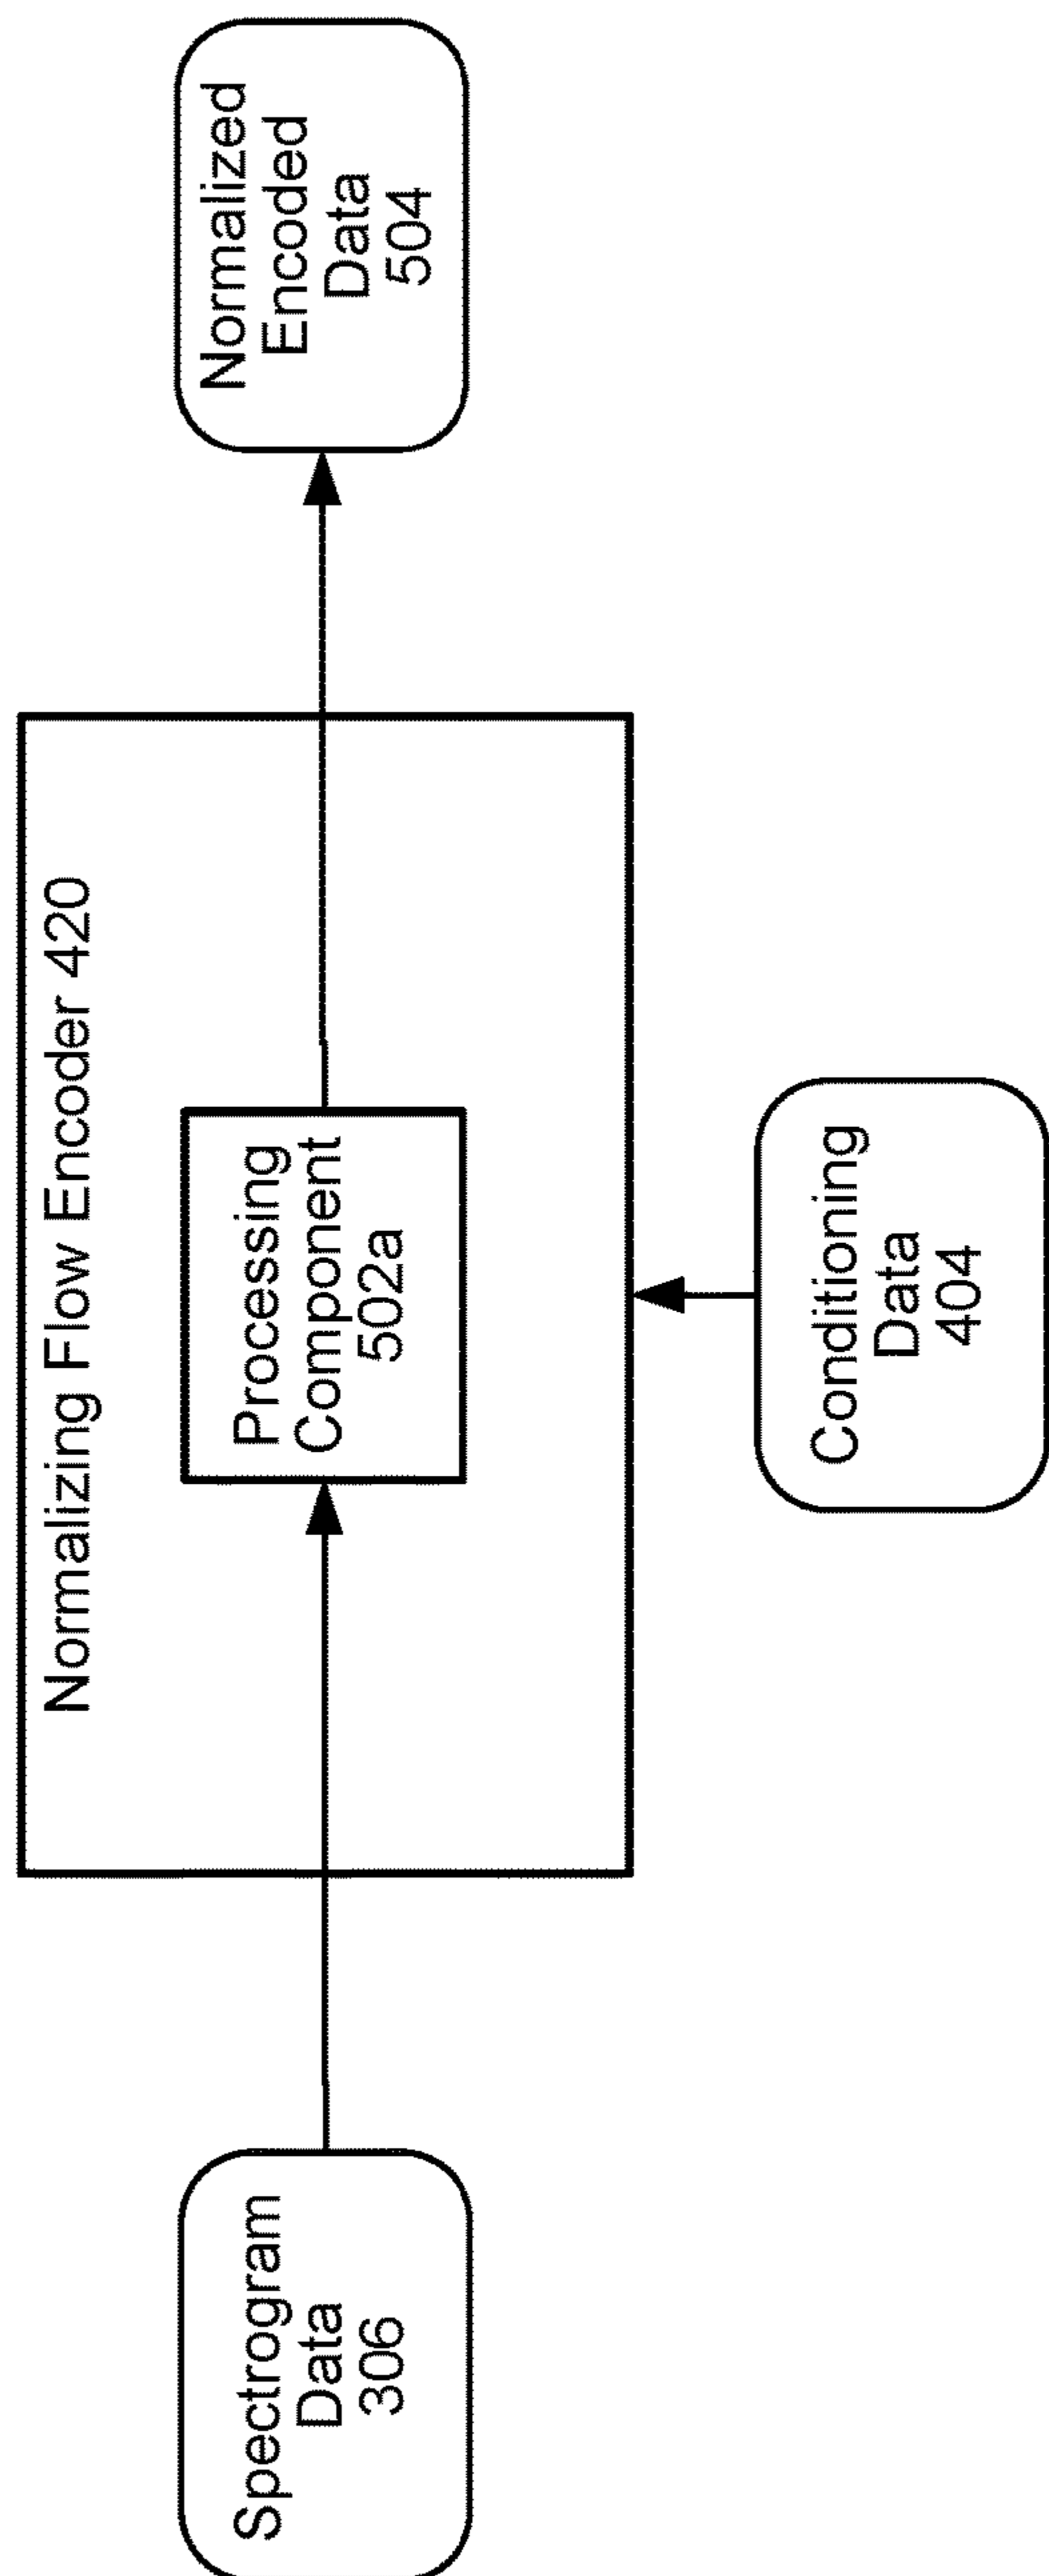 Normalizing Flow Encoder 420
Spectrogram
Data
306
Processing
Component
502a
Normalized
Encoded
Data
504
Conditioning
Data
404